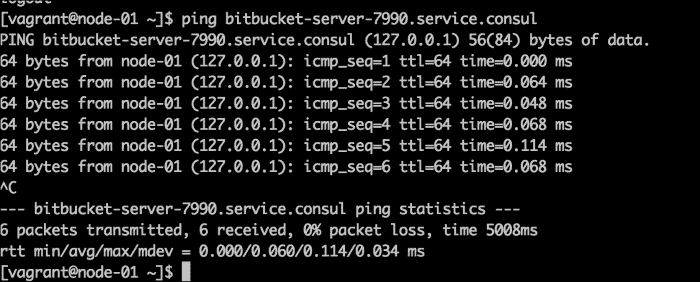 logout
[vagrant@node-01 ~]$ ping bitbucket-server-7990.service.consul
PING bitbucket-server-7990.service.consul (127.0.0.1) 56(84) bytes of data.
64 bytes from node-01 (127.0.0.1): icmp_seq=1 ttl=64 time=0.000 ms
64 bytes from node-01 (127.0.0.1): icmp_seq=2 ttl=64 time=0.064 ms
64 bytes from node-01 (127.0.0.1): icmp_seq=3 ttl=64 time=0.048 ms
64 bytes from node-01 (127.0.0.1): icmp_seq=4 ttl=64 time=0.068 ms
64 bytes from node-01 (127.0.0.1): icmp_seq=5 ttl=64 time=0.114 ms
64 bytes from node-01 (127.0.0.1): icmp_seq=6 ttl=64 time=0.068 ms
^C
--- bitbucket-server-7990.service.consul ping statistics ---
6 packets transmitted, 6 received, 0% packet loss, time 5008ms
rtt min/avg/max/mdev = 0.000/0.060/0.114/0.034 ms
[vagrant@node-01 ~]$